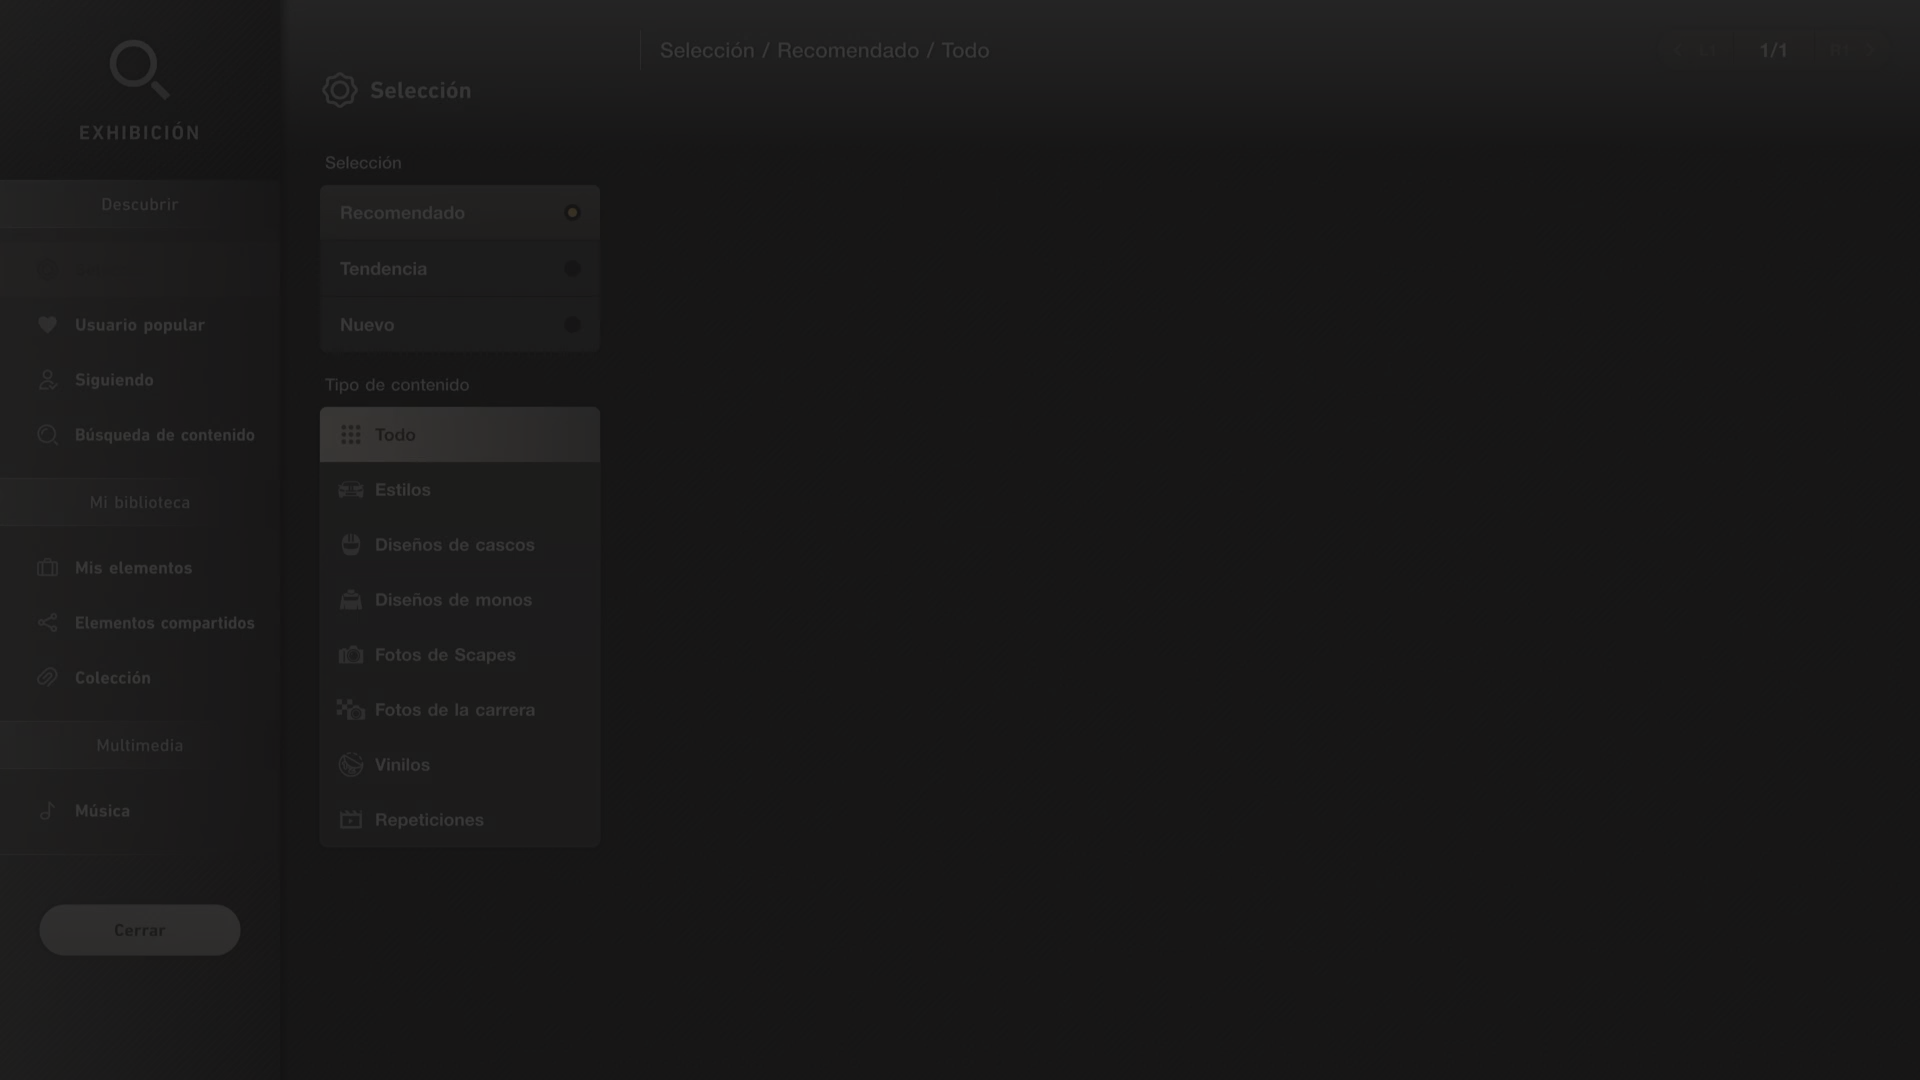 EXHIBICIÓN
Descubrir
Usuario popular
Siguiendo
Búsqueda de contenido
Mi biblioteca
Mis elementos
Elementos compartidos
Colección
Multimedia
Música
Cerrar
Selección
Selección
Recomendado
Tendencia
Nuevo
Tipo de contenido
Todo
Estilos
Diseños de cascos
Diseños de monos
Fotos de Scapes
Fotos de la carrera
Vinilos
Repeticiones
Selección / Recomendado / Todo
1/1